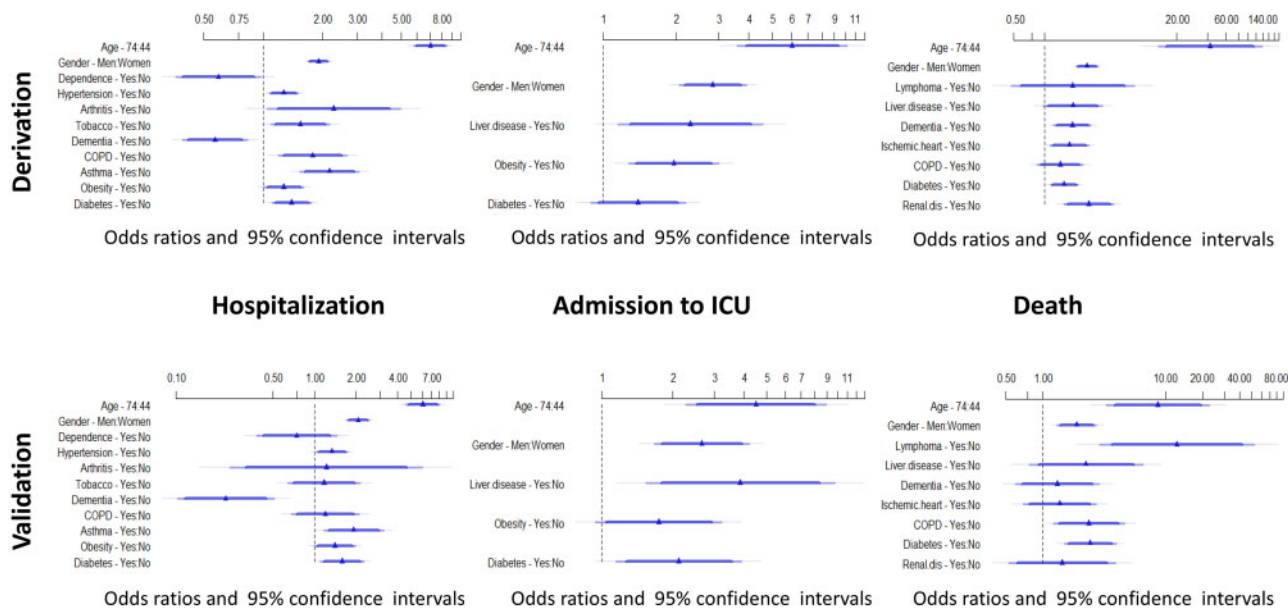 Derivation
0.50 0.75 2.00 3.00 5.00 8.00
Age - 74:44
Gender - Men:Women
Dependence - Yes:No
Hypertension - Yes:No
Arthritis - Yes:No
Tobacco - Yes:No
Dementia - Yes:No
COPD - Yes:No
Asthma - Yes:No
Obesity - Yes:No
Diabetes - Yes:No
Odds ratios and 95% confidence intervals
1 2 3 4 5 6 7 9 11
Age - 74:44
Gender - Men:Women
Liver.disease - Yes:No
Obesity - Yes:No
Diabetes - Yes:No
Odds ratios and 95% confidence intervals
0.50 20.00 60.00 140.00
Age - 74:44
Gender - Men:Women
Lymphoma - Yes:No
Liver.disease - Yes:No
Dementia - Yes:No
Ischemic.heart - Yes:No
COPD - Yes:No
Diabetes - Yes:No
Renal.dis - Yes:No
Odds ratios and 95% confidence intervals
Hospitalization
Admission to ICU
Death
Validation
0.10 0.50 1.00 2.00 4.00 7.00
Age - 74:44
Gender - Men:Women
Dependence - Yes:No
Hypertension - Yes:No
Arthritis - Yes:No
Tobacco - Yes:No
Dementia - Yes:No
COPD - Yes:No
Asthma - Yes:No
Obesity - Yes:No
Diabetes - Yes:No
Odds ratios and 95% confidence intervals
1 2 3 4 5 6 7 9 11
Age - 74:44
Gender - Men:Women
Liver.disease - Yes:No
Obesity - Yes:No
Diabetes - Yes:No
Odds ratios and 95% confidence intervals
0.50 1.00 10.00 20.00 40.00 80.00
Age - 74:44
Gender - Men:Women
Lymphoma - Yes:No
Liver.disease - Yes:No
Dementia - Yes:No
Ischemic.heart - Yes:No
COPD - Yes:No
Diabetes - Yes:No
Renal.dis - Yes:No
Odds ratios and 95% confidence intervals